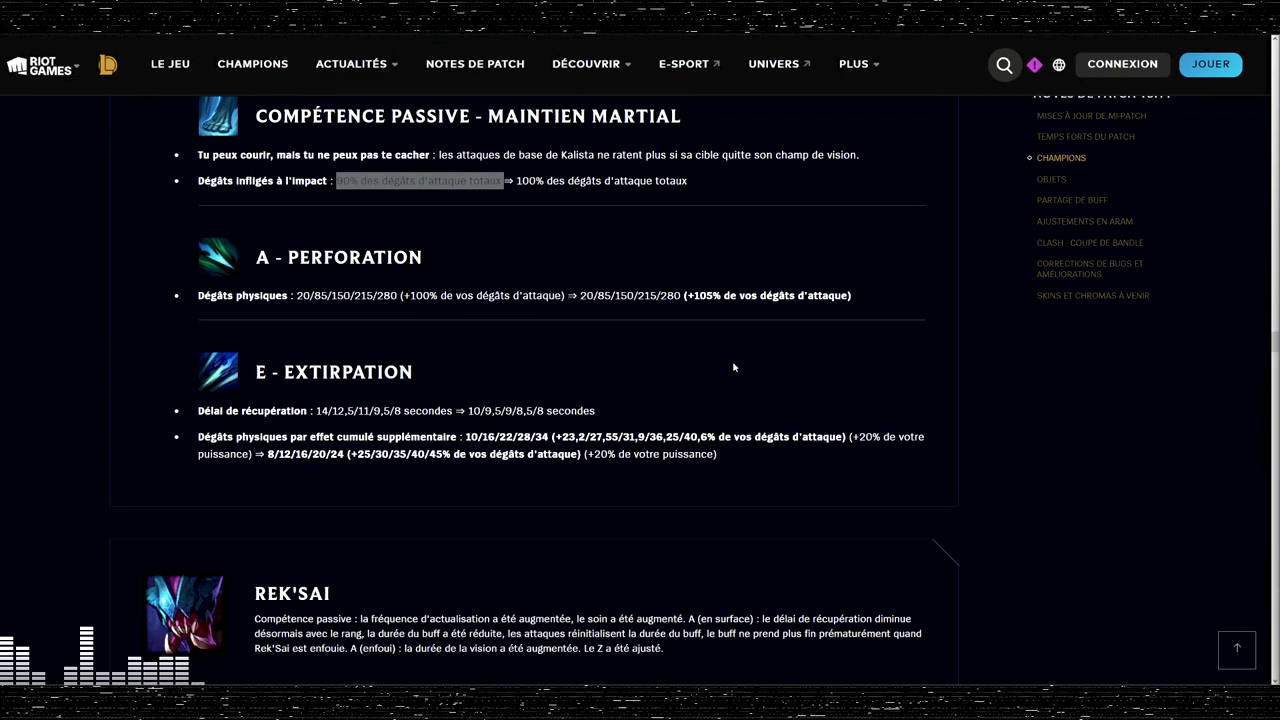 RIOT GAMES
LE JEU
CHAMPIONS
ACTUALITÉS
NOTES DE PATCH
DÉCOUVRIR
E-SPORT
UNIVERS
PLUS
CONNEXION
JOUER
COMPÉTENCE PASSIVE - MAINTIEN MARTIAL
Tu peux courir, mais tu ne peux pas te cacher : les attaques de base de Kalista ne ratent plus si sa cible quitte son champ de vision.
Dégâts infligés à l'impact : 90% des dégâts d'attaque totaux ⇒ 100% des dégâts d'attaque totaux
A - PERFORATION
Dégâts physiques : 20/85/150/215/280 (+100% de vos dégâts d'attaque) ⇒ 20/85/150/215/280 (+105% de vos dégâts d'attaque)
E - EXTIRPATION
Délai de récupération : 14/12,5/11/9,5/8 secondes ⇒ 10/9,5/9/8,5/8 secondes
Dégâts physiques par effet cumulé supplémentaire : 10/16/22/28/34 (+23,2/27,55/31,9/36,25/40,6% de vos dégâts d'attaque) (+20% de votre
puissance) ⇒ 8/12/16/20/24 (+25/30/35/40/45% de vos dégâts d'attaque) (+20% de votre puissance)
REK'SAI
Compétence passive : la fréquence d'actualisation a été augmentée, le soin a été augmenté. A (en surface) : le délai de récupération diminue
désormais avec le rang, la durée du buff a été réduite, les attaques réinitialisent la durée du buff, le buff ne prend plus fin prématurément quand
Rek'Sai est enfouie. A (enfoui) : la durée de la vision a été augmentée. Le Z a été ajusté.
MISES À JOUR DE MI-PATCH
TEMPS FORTS DU PATCH
CHAMPIONS
OBJETS
PARTAGE DE BUFF
AJUSTEMENTS EN ARAM
CLASH - COUPE DE BANDLE
CORRECTIONS DE BUGS ET
AMÉLIORATIONS
SKINS ET CHROMAS À VENIR